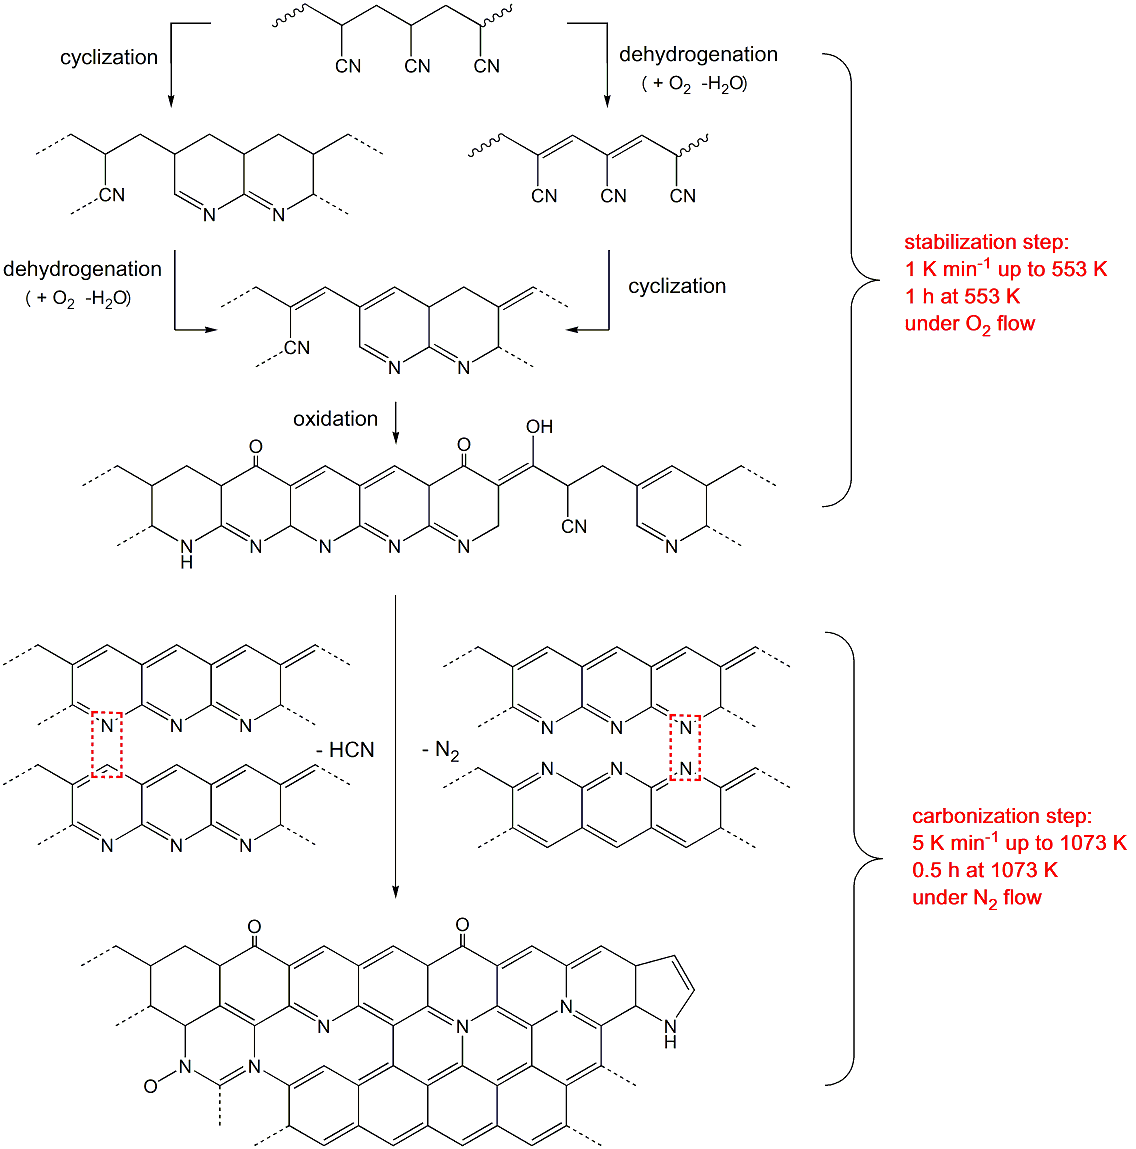 cyclization
CN CN CN
dehydrogenation
( + O₂ -H₂O)
CN
N N
CN CN CN
dehydrogenation
( + O₂ -H₂O)
cyclization
CN
N N
stabilization step:
1 K min⁻¹ up to 553 K
1 h at 553 K
under O₂ flow
oxidation
O O OH
CN
N N N N N N
H
N N N
N N N
- HCN
- N₂
N N N
N N N
carbonization step:
5 K min⁻¹ up to 1073 K
0.5 h at 1073 K
under N₂ flow
O O
N
N N N
H
N N
O